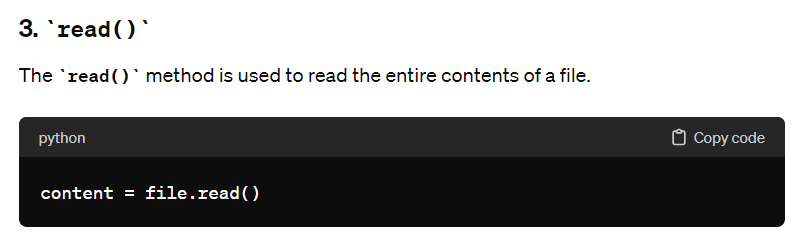 3. `read()`
The `read()` method is used to read the entire contents of a file.
python
Copy code
content = file.read()